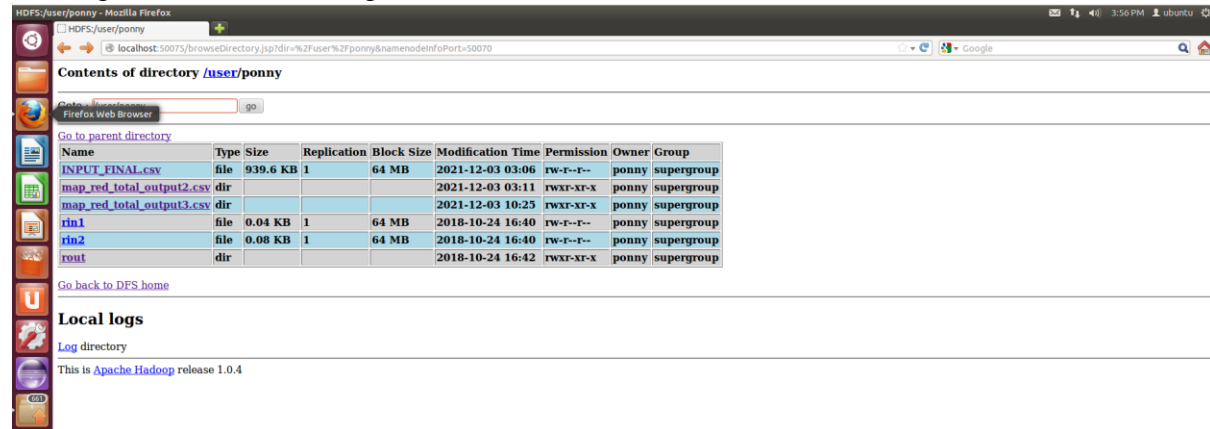 HDFS:/user/ponny - Mozilla Firefox 3:56 PM ubuntu
HDFS:/user/ponny
localhost:50075/browseDirectory.jsp?dir=%2Fuser%2Fponny&namenodeInfoPort=50070 Google
Contents of directory /user/ponny
go
Firefox Web Browser
Go to parent directory
Name Type Size Replication Block Size Modification Time Permission Owner Group
INPUT_FINAL.csv file 939.6 KB 1 64 MB 2021-12-03 03:06 rw-r--r-- ponny supergroup
map_red_total_output2.csv dir 2021-12-03 03:11 rwxr-xr-x ponny supergroup
map_red_total_output3.csv dir 2021-12-03 10:25 rwxr-xr-x ponny supergroup
rin1 file 0.04 KB 1 64 MB 2018-10-24 16:40 rw-r--r-- ponny supergroup
rin2 file 0.08 KB 1 64 MB 2018-10-24 16:40 rw-r--r-- ponny supergroup
rout dir 2018-10-24 16:42 rwxr-xr-x ponny supergroup
Go back to DFS home
Local logs
Log directory
This is Apache Hadoop release 1.0.4
661